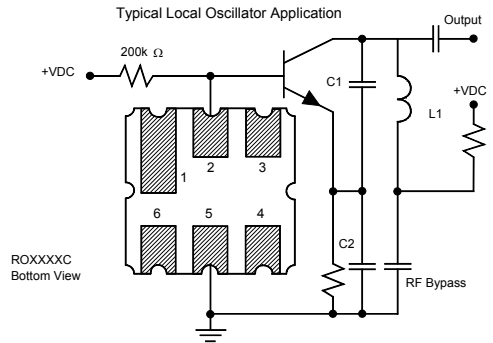 Typical Local Oscillator Application
Output
200k Ω
+VDC
C1
+VDC
L1
1
2
3
6
5
4
C2
ROXXXXC
Bottom View
RF Bypass